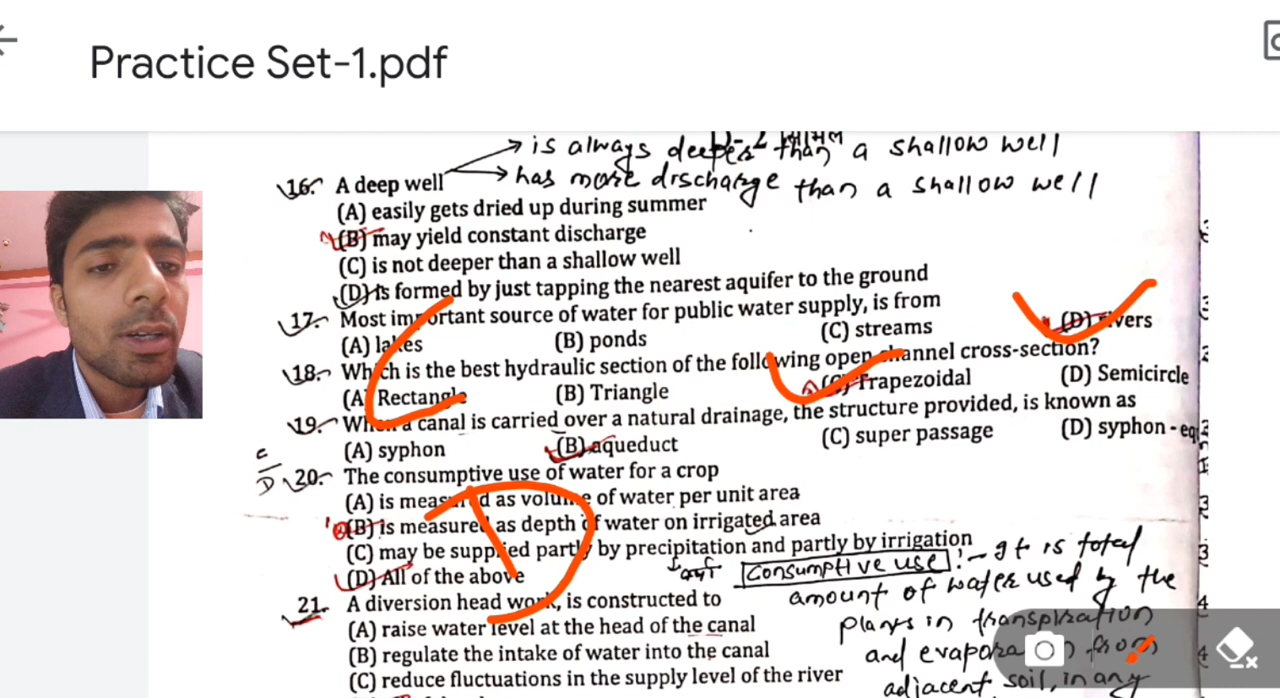 Practice Set-1.pdf
is always deeper than a shallow well
16. A deep well
has more discharge than a shallow well
(A) easily gets dried up during summer
(B) may yield constant discharge
(C) is not deeper than a shallow well
(D) is formed by just tapping the nearest aquifer to the ground
17. Most important source of water for public water supply, is from
(A) lakes (B) ponds (C) streams (D) rivers
18. Which is the best hydraulic section of the following open channel cross-section?
(A) Rectangle (B) Triangle (C) Trapezoidal (D) Semicircle
19. When a canal is carried over a natural drainage, the structure provided, is known as
(A) syphon (B) aqueduct (C) super passage (D) syphon - eq
C/D 20. The consumptive use of water for a crop
(A) is measured as volume of water per unit area
(B) is measured as depth of water on irrigated area
(C) may be supplied partly by precipitation and partly by irrigation
(D) All of the above
D
Consumptive use :- It is total
amount of water used by the
plants in transpiration
and evaporation from
adjacent soil, in any
21. A diversion head work, is constructed to
(A) raise water level at the head of the canal
(B) regulate the intake of water into the canal
(C) reduce fluctuations in the supply level of the river